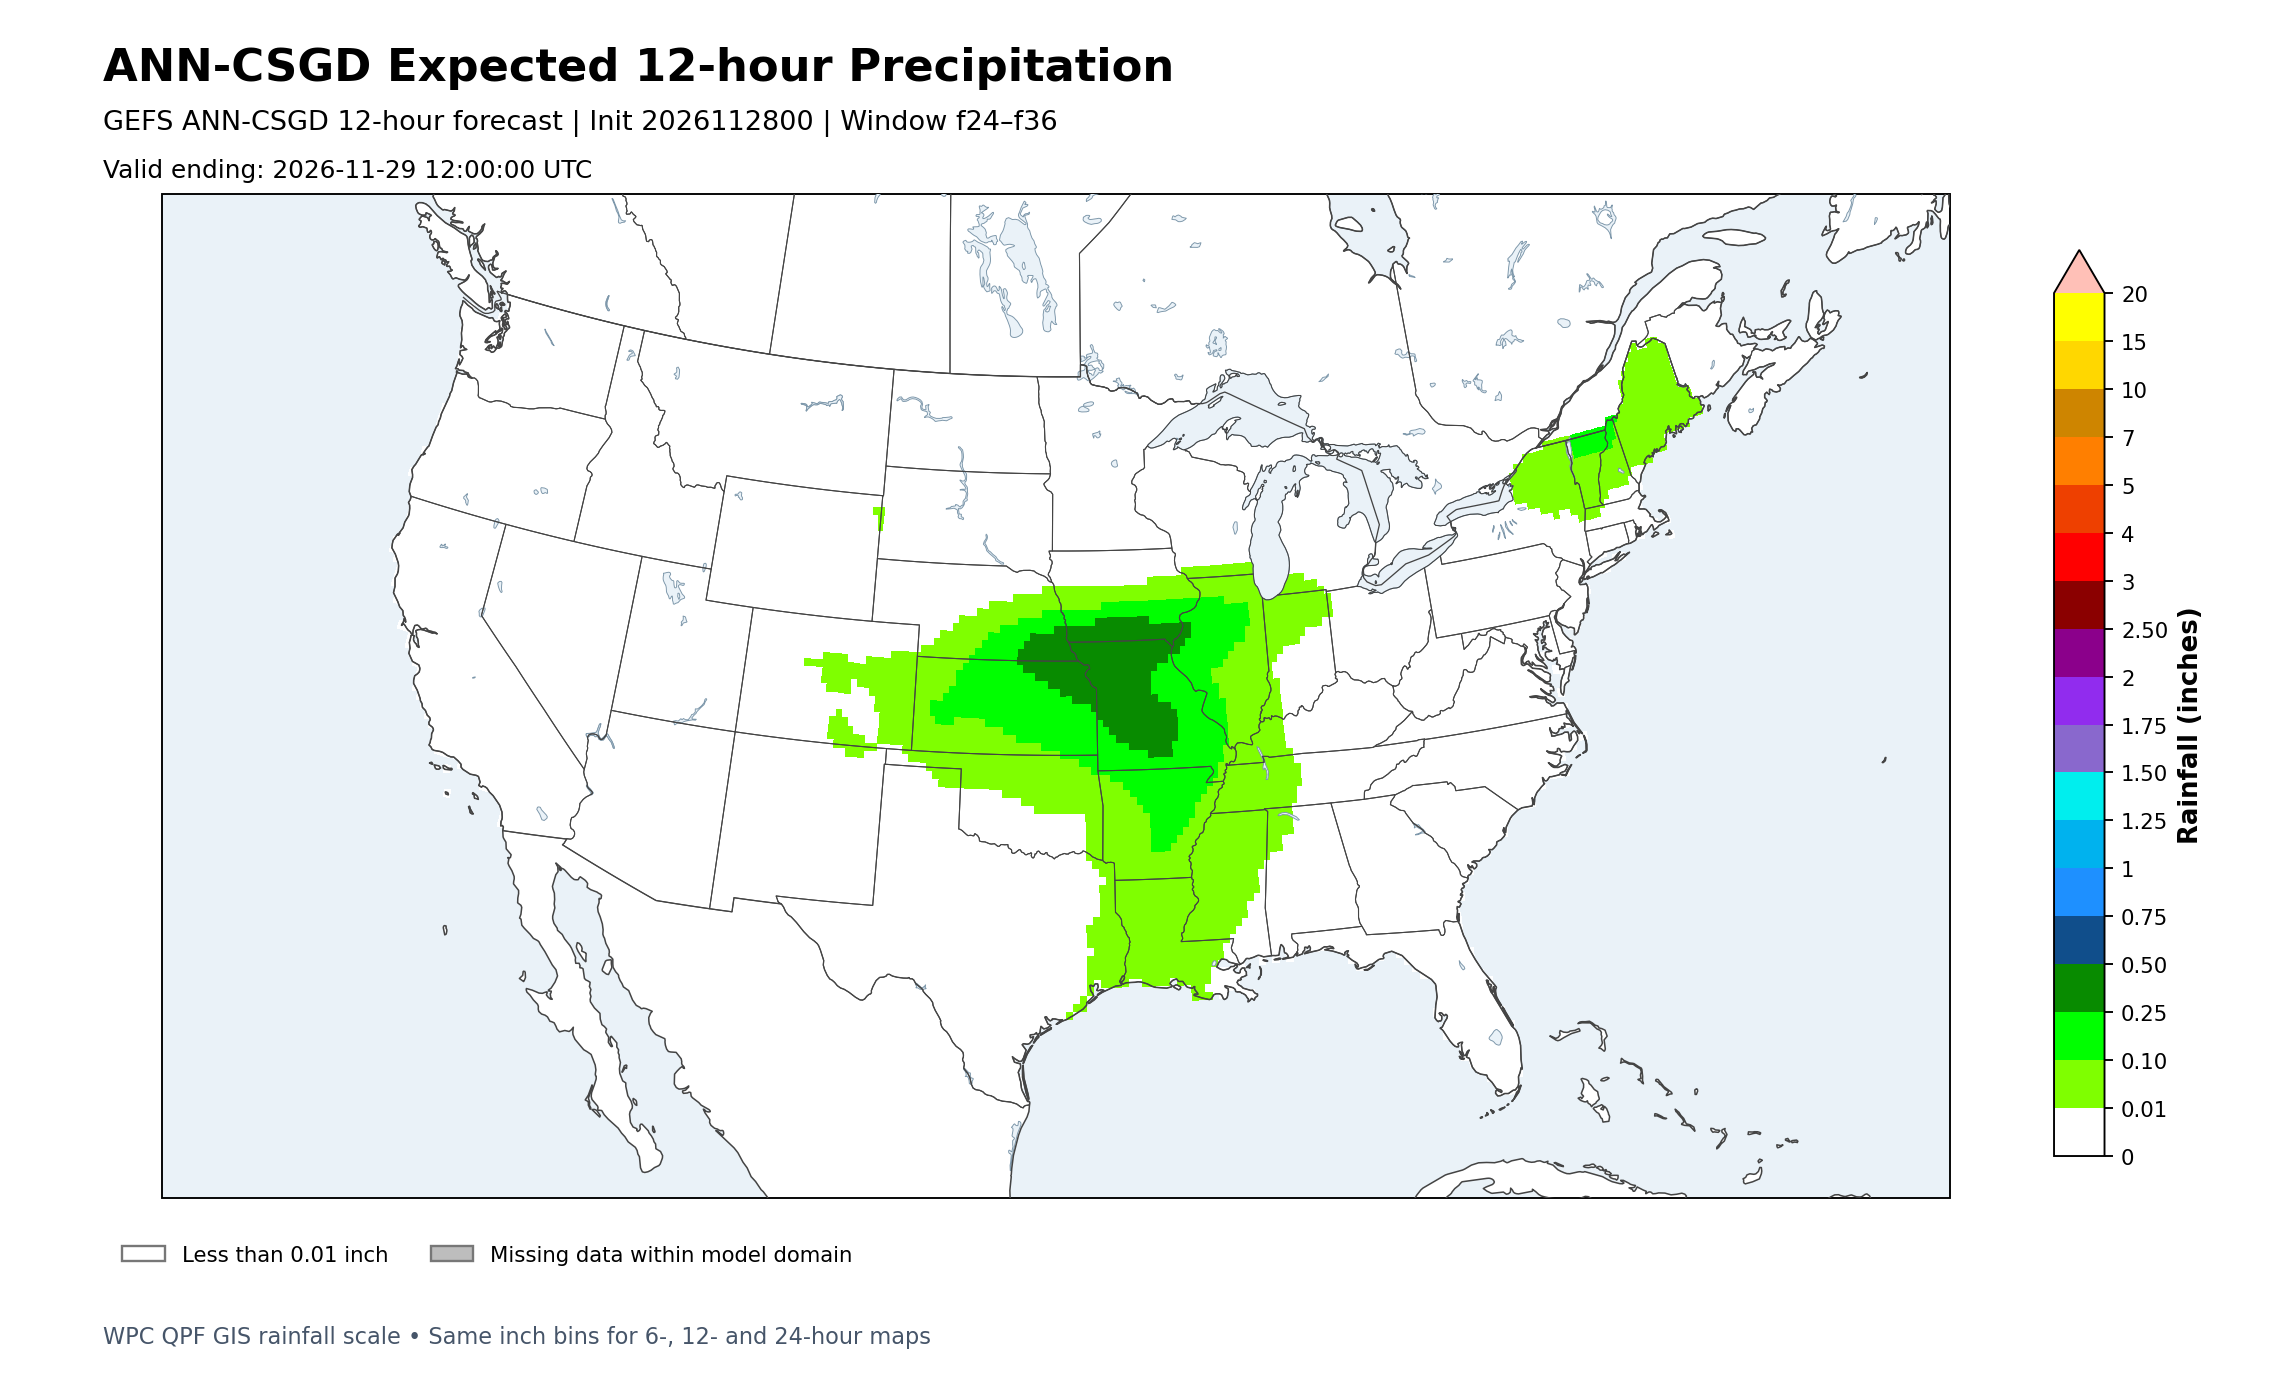 ANN-CSGD Expected 12-hour Precipitation
GEFS ANN-CSGD 12-hour forecast | Init 2026112800 | Window f24–f36
Valid ending: 2026-11-29 12:00:00 UTC
20
15
10
7
5
4
3
2.50
2
1.75
1.50
1.25
1
0.75
0.50
0.25
0.10
0.01
0
Rainfall (inches)
Less than 0.01 inch
Missing data within model domain
WPC QPF GIS rainfall scale • Same inch bins for 6-, 12- and 24-hour maps